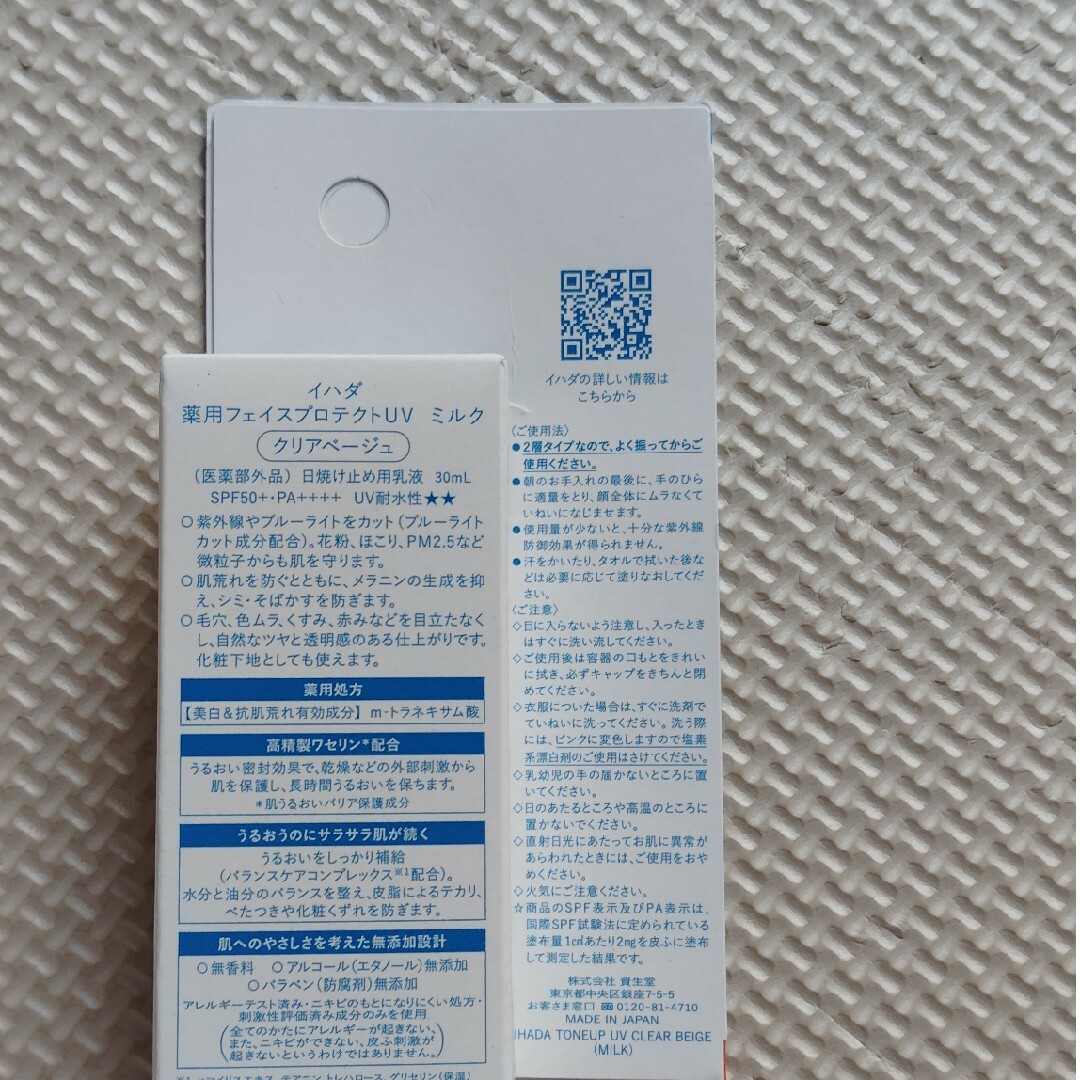 イハダ
薬用フェイスプロテクトUV ミルク
クリアベージュ
(医薬部外品) 日焼け止め用乳液 30mL
SPF50+・PA++++ UV耐水性★★
○紫外線やブルーライトをカット(ブルーライト
カット成分配合)。花粉、ほこり、PM2.5など
微粒子からも肌を守ります。
○肌荒れを防ぐとともに、メラニンの生成を抑
え、シミ・そばかすを防ぎます。
○毛穴、色ムラ、くすみ、赤みなどを目立たなく
し、自然なツヤと透明感のある仕上がりです。
化粧下地としても使えます。
薬用処方
【美白&抗肌荒れ有効成分】 m-トラネキサム酸
高精製ワセリン*配合
うるおい密封効果で、乾燥などの外部刺激から
肌を保護し、長時間うるおいを保ちます。
*肌うるおいバリア保護成分
うるおうのにサラサラ肌が続く
うるおいをしっかり補給
(バランスケアコンプレックス※1配合)。
水分と油分のバランスを整え、皮脂によるテカリ、
べたつきや化粧くずれを防ぎます。
肌へのやさしさを考えた無添加設計
○無香料 ○アルコール(エタノール)無添加
○パラベン(防腐剤)無添加
アレルギーテスト済み・ニキビのもとになりにくい処方・
刺激性評価済み成分のみを使用
(全てのかたにアレルギーが起きない。
また、ニキビができない、皮ふ刺激が
起きないというわけではありません。)
イハダの詳しい情報は
こちらから
〈ご使用法〉
●2層タイプなので、よく振ってからご
使用ください。
●朝のお手入れの最後に、手のひら
に適量をとり、顔全体にムラなくて
いねいになじませます。
●使用量が少ないと、十分な紫外線
防御効果が得られません。
●汗をかいたり、タオルで拭いた後な
どは必要に応じて塗りなおしてくだ
さい。
〈ご注意〉
◇目に入らないよう注意し、入ったとき
はすぐに洗い流してください。
◇ご使用後は容器の口もとをきれい
に拭き、必ずキャップをきちんと閉
めてください。
◇衣服についた場合は、すぐに洗剤で
ていねいに洗ってください。洗う際
には、ピンクに変色しますので塩素
系漂白剤のご使用はさけてください。
◇乳幼児の手の届かないところに置
いてください。
◇日のあたるところや高温のところに
置かないでください。
◇直射日光にあたってお肌に異常が
あらわれたときには、ご使用をおや
めください。
◇火気にご注意ください。
☆商品のSPF表示及びPA表示は、
国際SPF試験法に定められている
塗布量1c㎡あたり2mgを皮ふに塗布
して測定した結果です。
株式会社 資生堂
東京都中央区銀座7-5-5
お客さま窓口 0120-81-4710
MADE IN JAPAN
IHADA TONEUP UV CLEAR BEIGE
(MILK)